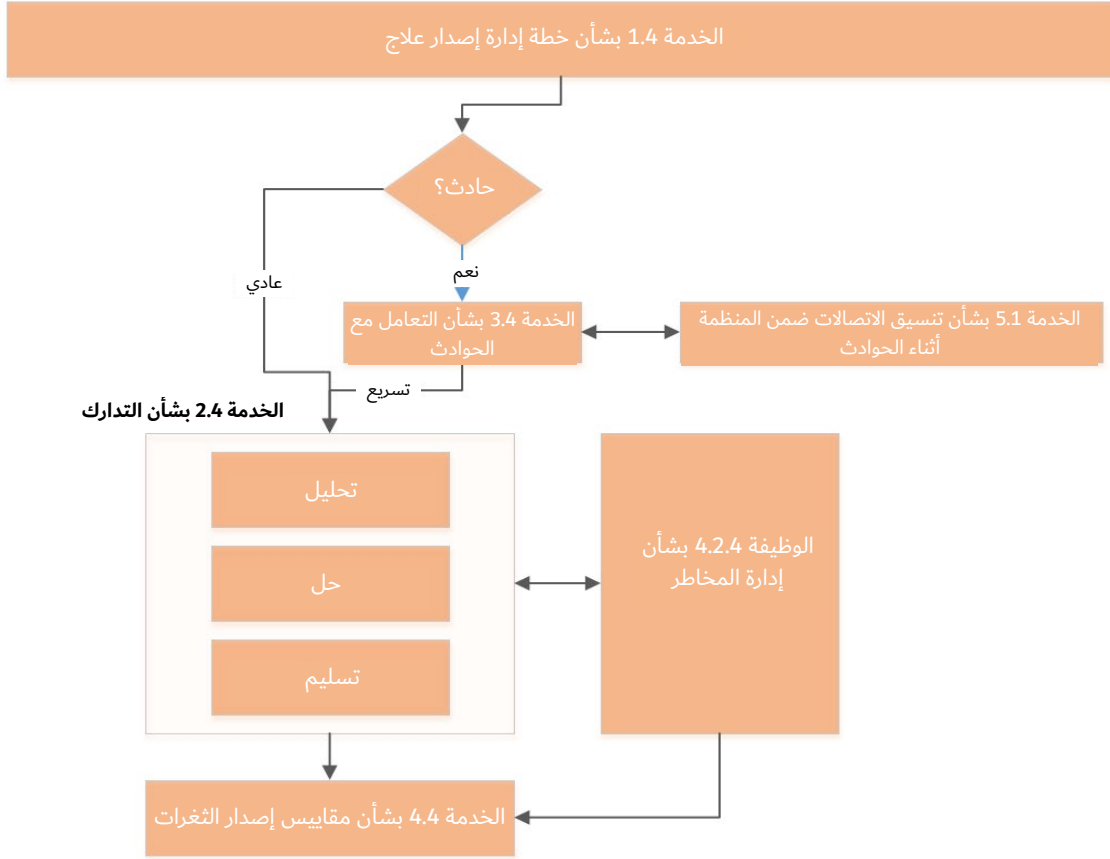 الخدمة 1.4 بشأن خطة إدارة إصدار علاج
حادث؟
عادي
نعم
الخدمة 3.4 بشأن التعامل مع
الحوادث
الخدمة 5.1 بشأن تنسيق الاتصالات ضمن المنظمة
أثناء الحوادث
تسريع
الخدمة 2.4 بشأن التدارك
تحليل
حل
تسليم
الوظيفة 4.2.4 بشأن
إدارة المخاطر
الخدمة 4.4 بشأن مقاييس إصدار الثغرات